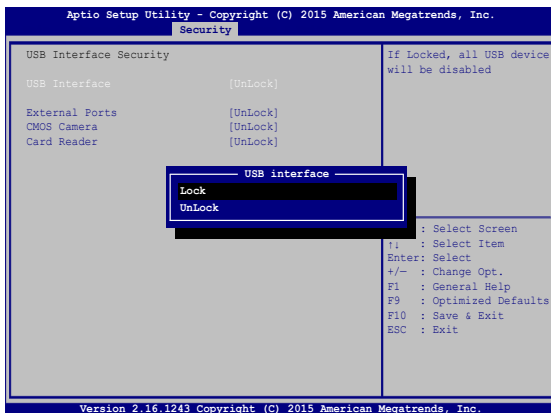 Aptio Setup Utility - Copyright (C) 2015 American Megatrends, Inc.
Security
USB Interface Security
USB Interface [UnLock]
External Ports [UnLock]
CMOS Camera [UnLock]
Card Reader [UnLock]
If Locked, all USB device
will be disabled
USB interface
Lock
UnLock
: Select Screen
↑↓ : Select Item
Enter: Select
+/— : Change Opt.
F1 : General Help
F9 : Optimized Defaults
F10 : Save & Exit
ESC : Exit
Version 2.16.1243 Copyright (C) 2015 American Megatrends, Inc.